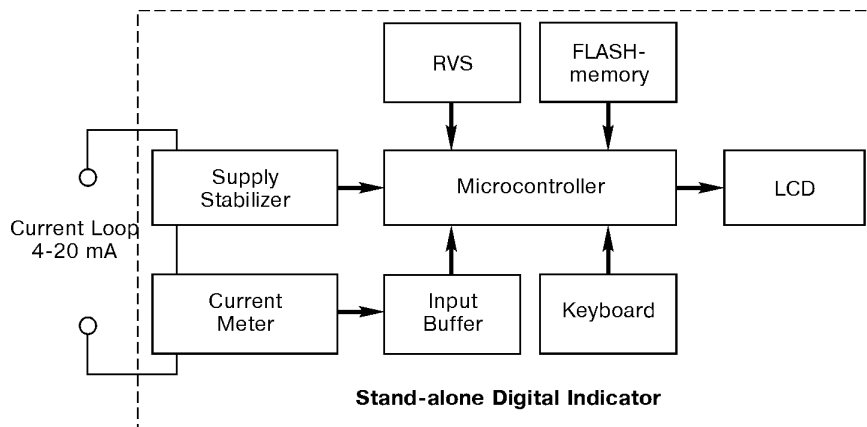 RVS
FLASH-
memory
Supply
Stabilizer
Microcontroller
LCD
Current Loop
4-20 mA
Current
Meter
Input
Buffer
Keyboard
Stand-alone Digital Indicator